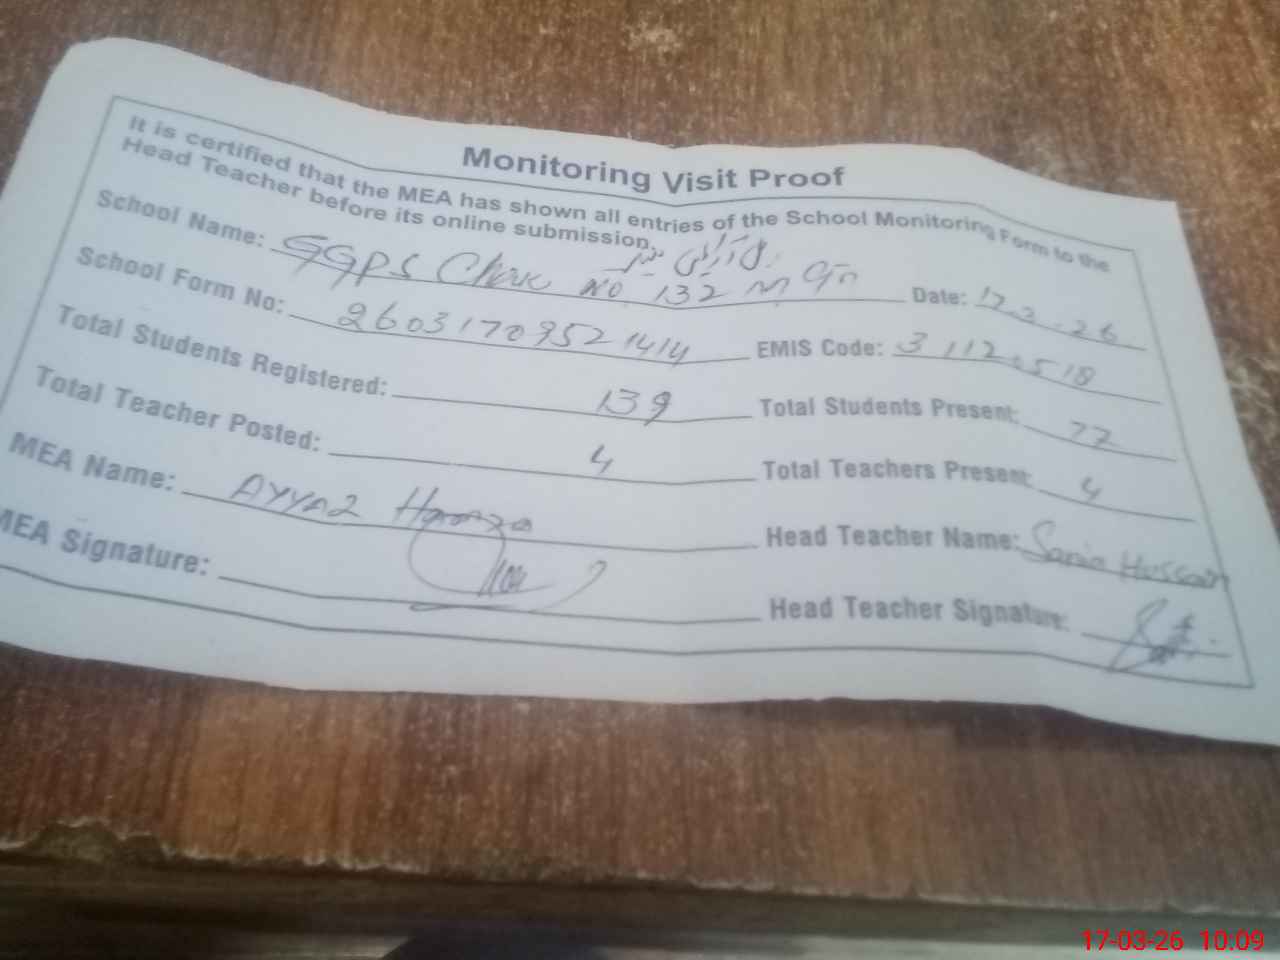 Monitoring Visit Proof
It is certified that the MEA has shown all entries of the School Monitoring Form to the
Head Teacher before its online submission.
School Name: GGPS Chak No 132 m Date: 17.3.26
School Form No: 26031709521414 EMIS Code: 31120518
Total Students Registered: 139 Total Students Present: 77
Total Teacher Posted: 4 Total Teachers Present: 4
MEA Name: AYYAZ Hamza Head Teacher Name: Sania Hussain
MEA Signature: Head Teacher Signature:
17-03-26 10.09